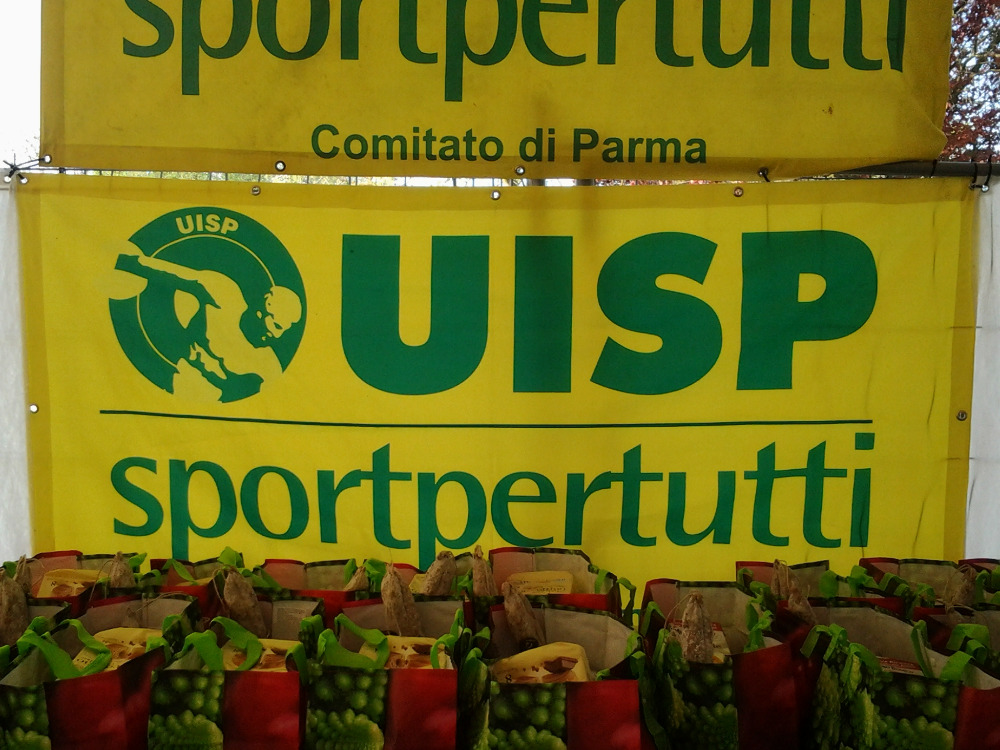 sportpertutti
Comitato di Parma
UISP
UISP
sportpertutti